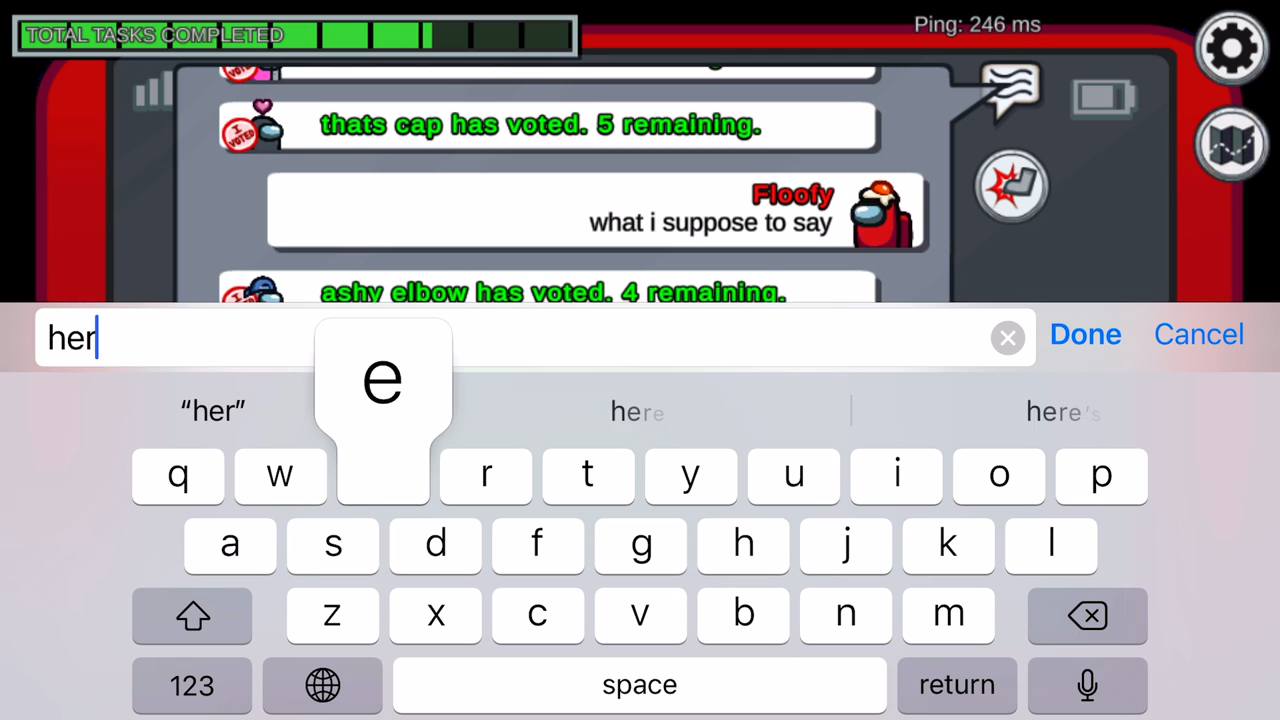 TOTAL TASKS COMPLETED
Ping: 246 ms
I VOTED
thats cap has voted. 5 remaining.
Floofy
what i suppose to say
ashy elbow has voted. 4 remaining.
her
Done
Cancel
e
“her”
here
here's
q w r t y u i o p
a s d f g h j k l
z x c v b n m
123
space
return